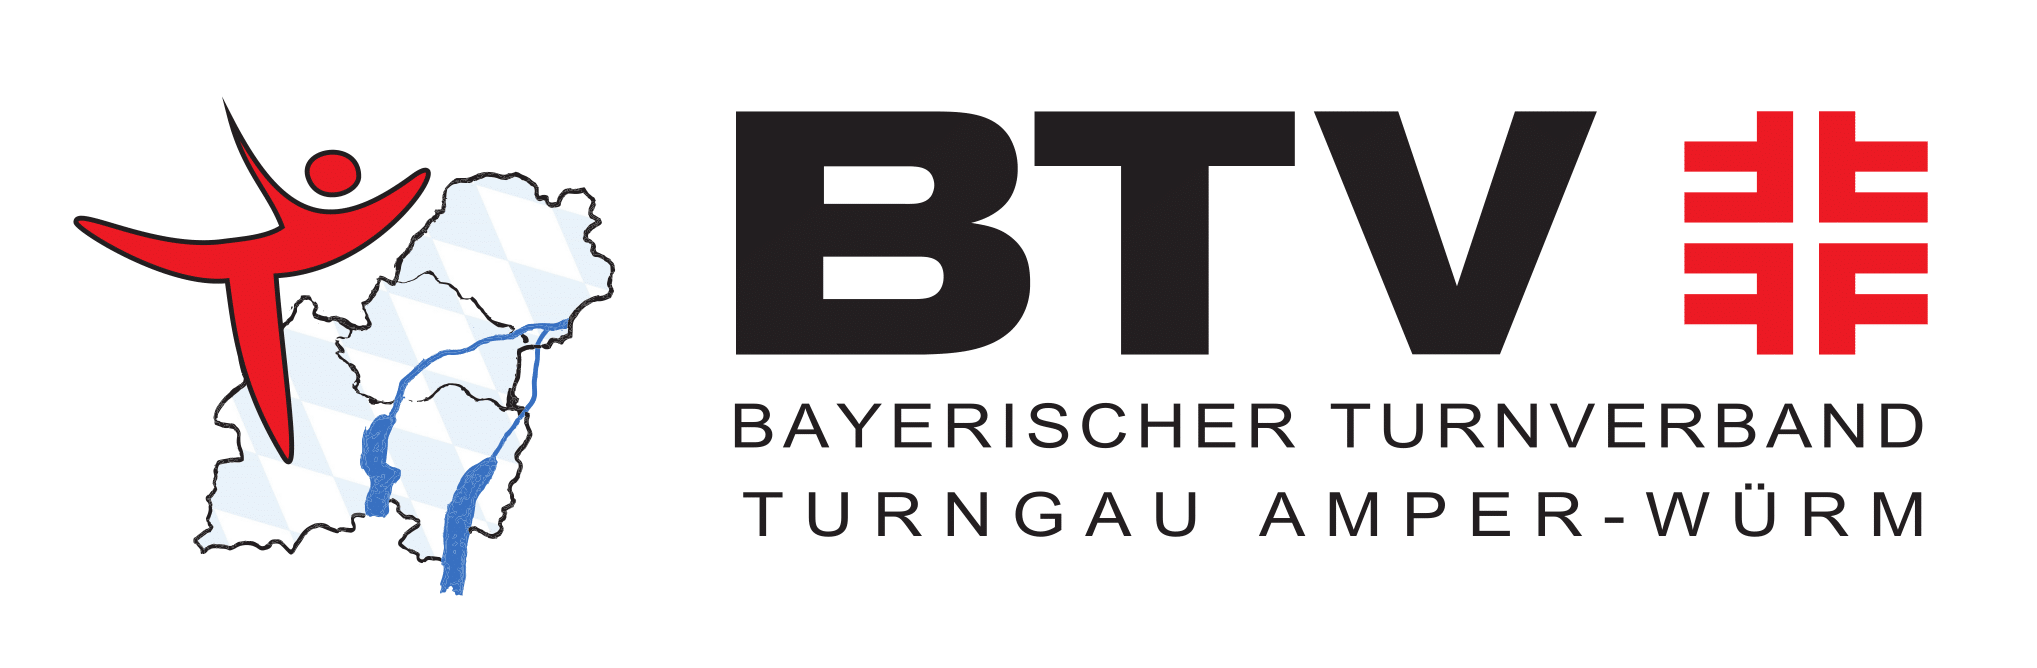 BTV
BAYERISCHER TURNVERBAND
TURNGAU AMPER-WÜRM